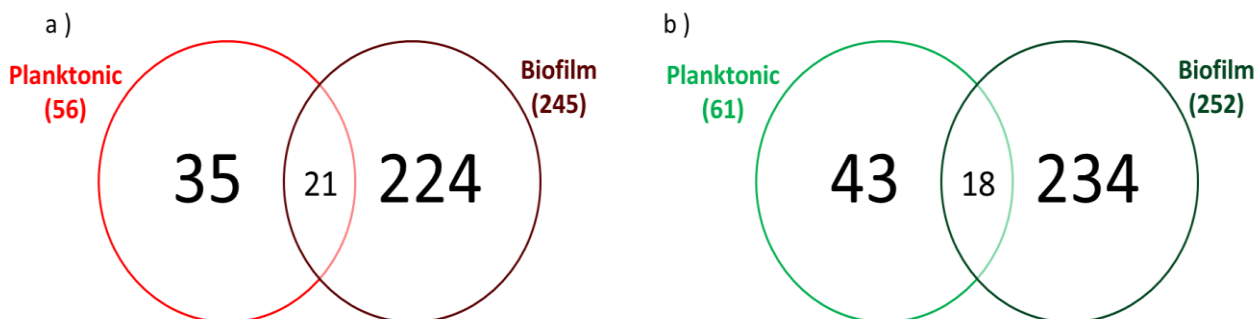 a )
Planktonic
(56)
Biofilm
(245)
35
21
224
b )
Planktonic
(61)
Biofilm
(252)
43
18
234